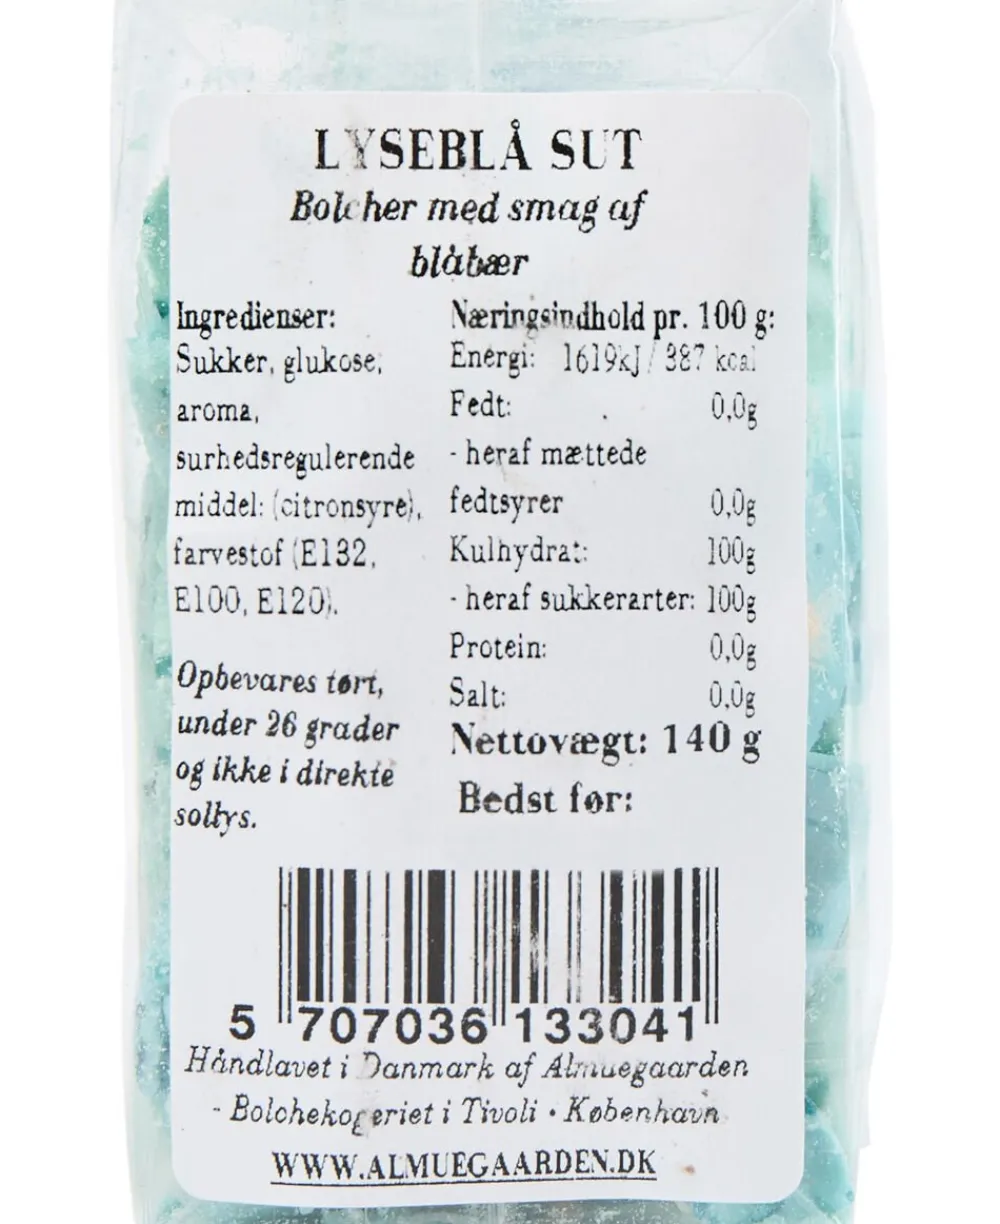 LYSEBLÅ SUT
Bolcher med smag af
blåbær
Ingredienser:
Sukker, glukose,
aroma,
surhedsregulerende
middel: (citronsyre),
farvestof (E132,
E100, E120).
Opbevares tørt,
under 26 grader
og ikke i direkte
sollys.
Næringsindhold pr. 100 g:
Energi: 1619kJ / 387 kcal
Fedt: 0,0g
- heraf mættede
fedtsyrer 0,0g
Kulhydrat: 100g
- heraf sukkerarter: 100g
Protein: 0,0g
Salt: 0,0g
Nettovægt: 140 g
Bedst før:
5 707036 133041
Håndlavet i Danmark af Almuegaarden
- Bolchekogeriet i Tivoli • København
WWW.ALMUEGAARDEN.DK